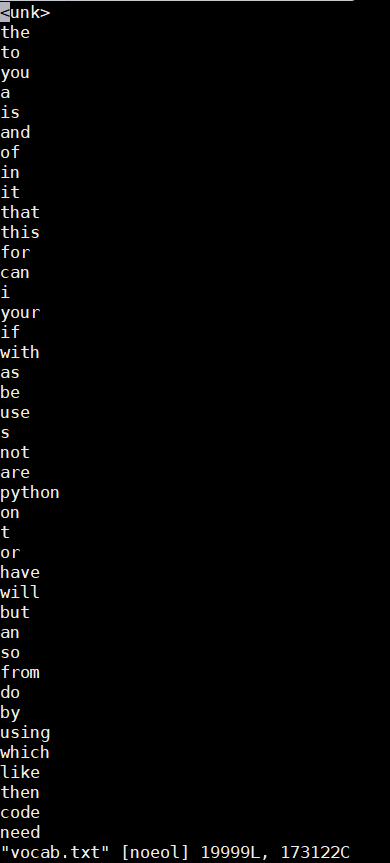 <unk>
the
to
you
a
is
and
of
in
it
that
this
for
can
i
your
if
with
as
be
use
s
not
are
python
on
t
or
have
will
but
an
so
from
do
by
using
which
like
then
code
need
"vocab.txt" [noeol] 19999L, 173122C